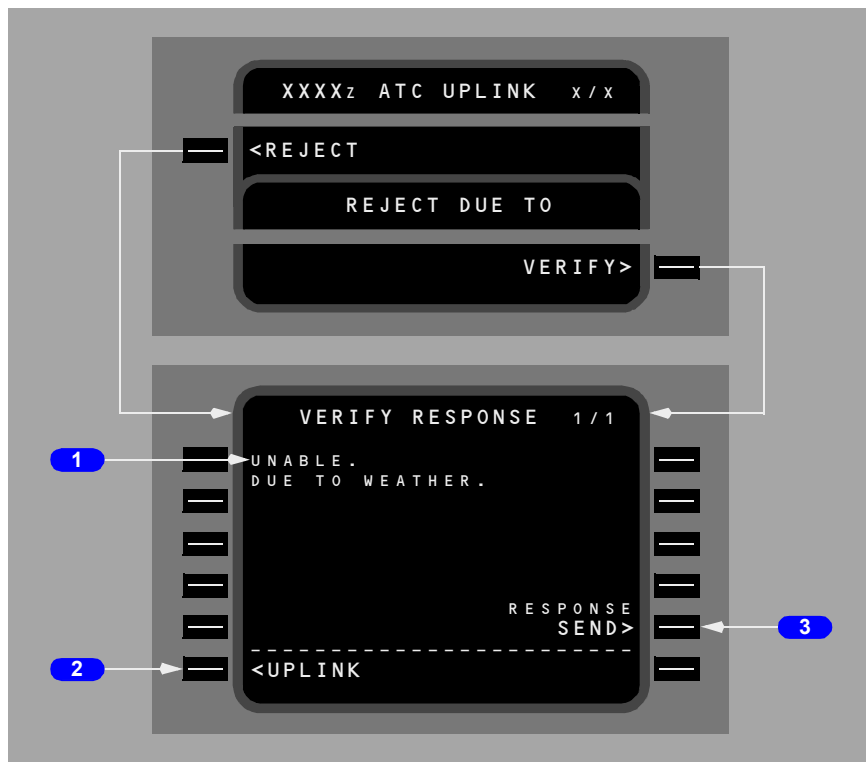 XXXXZ ATC UPLINK X/X
<REJECT
REJECT DUE TO
VERIFY>
VERIFY RESPONSE 1/1
1
UNABLE.
DUE TO WEATHER.
RESPONSE
SEND>
3
------------------------
2
<UPLINK